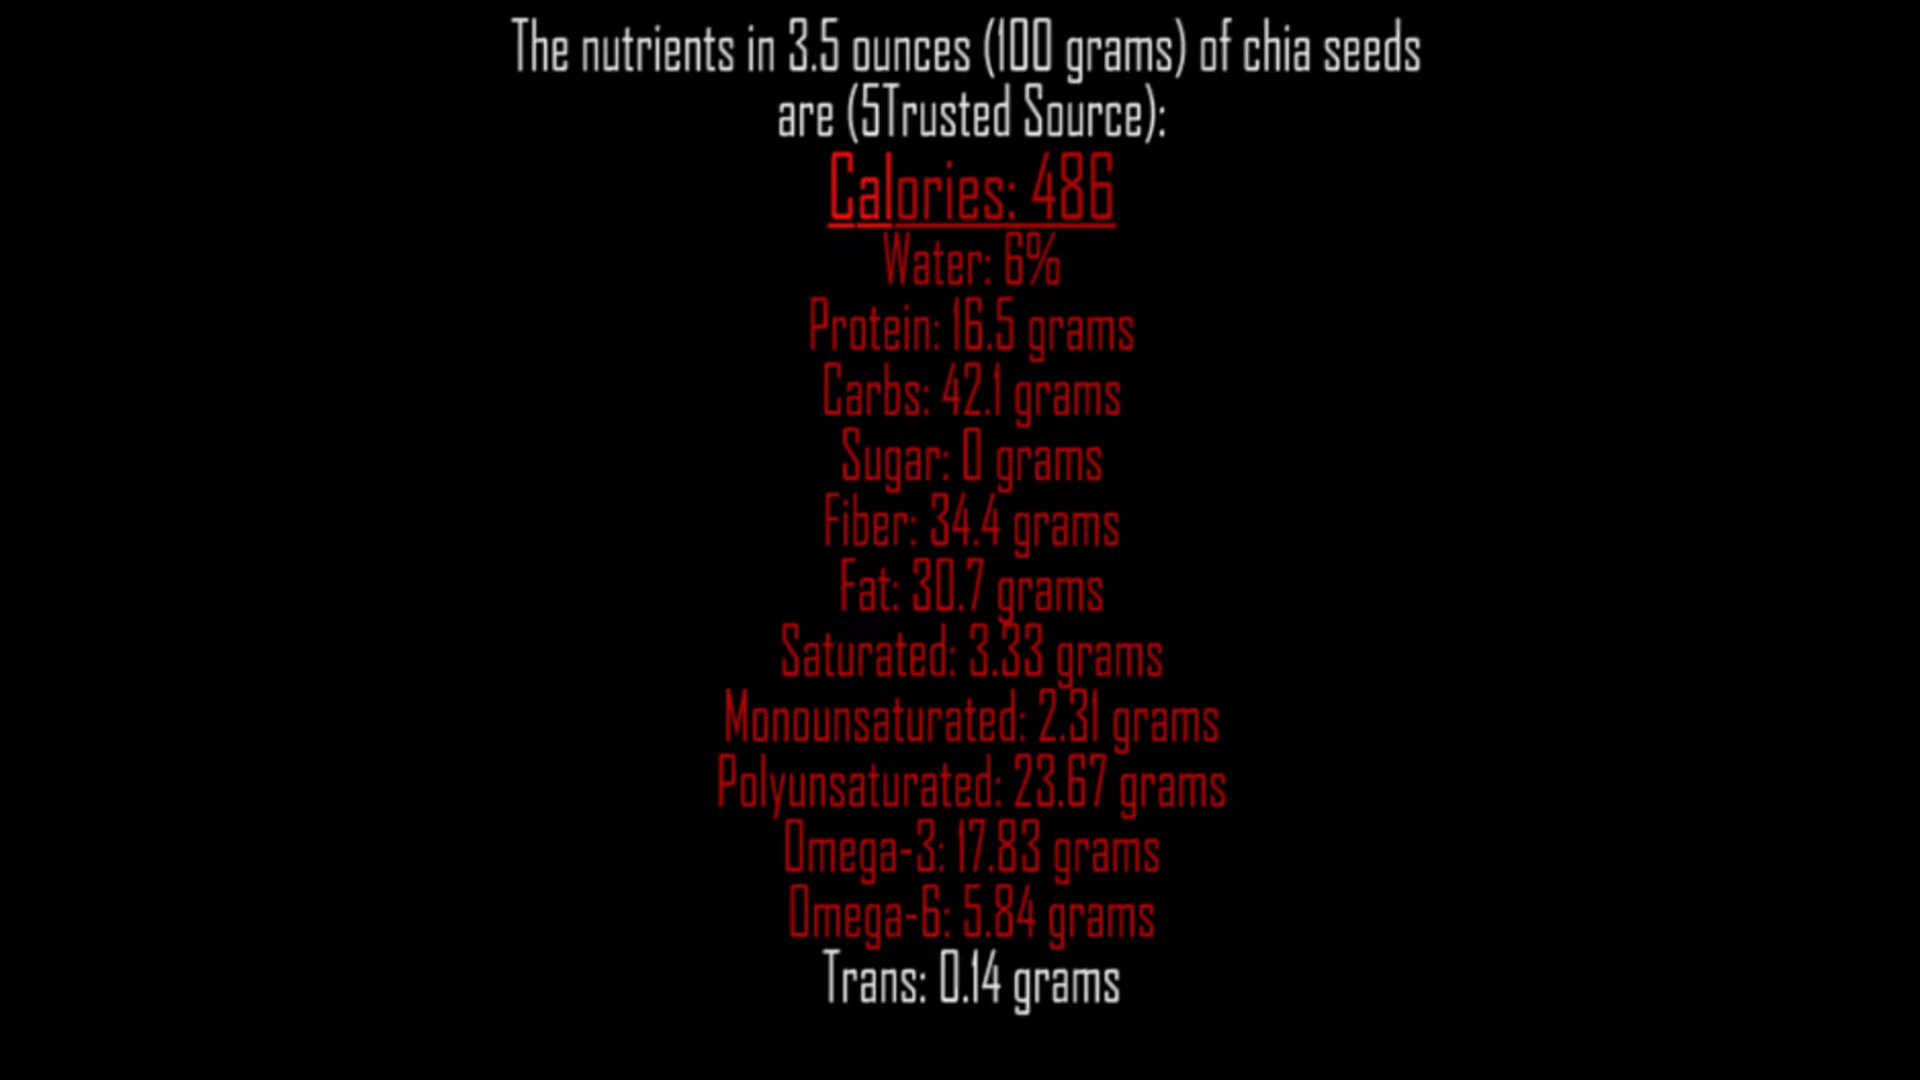 The nutrients in 3.5 ounces (100 grams) of chia seeds
are (5Trusted Source):
Calories: 486
Water: 6%
Protein: 16.5 grams
Carbs: 42.1 grams
Sugar: 0 grams
Fiber: 34.4 grams
Fat: 30.7 grams
Saturated: 3.33 grams
Monounsaturated: 2.31 grams
Polyunsaturated: 23.67 grams
Omega-3: 17.83 grams
Omega-6: 5.84 grams
Trans: 0.14 grams